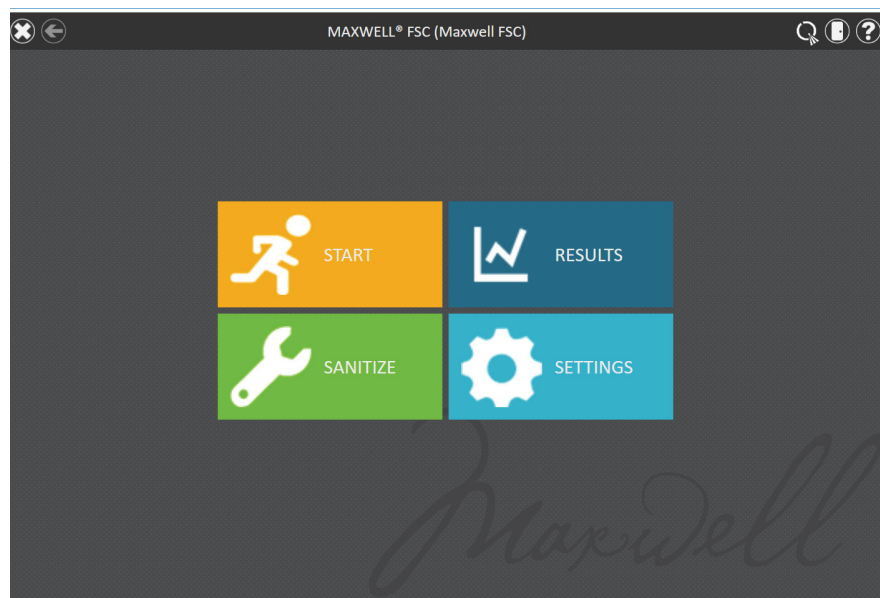 MAXWELL® FSC (Maxwell FSC)
START
RESULTS
SANITIZE
SETTINGS
Maxwell